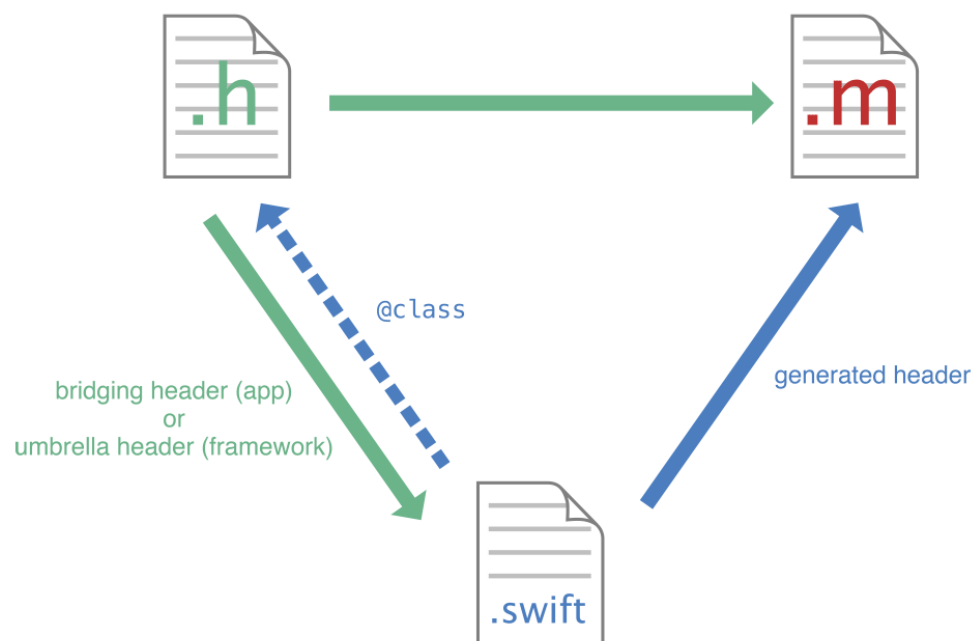 .h
.m
@class
bridging header (app)
or
umbrella header (framework)
generated header
.swift